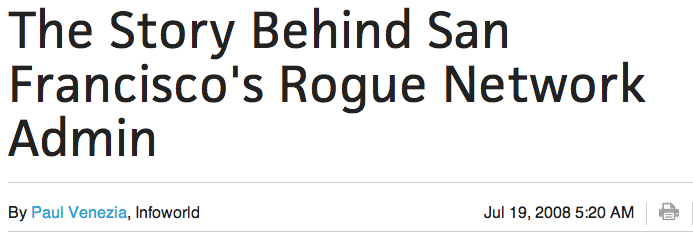 The Story Behind San
Francisco's Rogue Network
Admin
By Paul Venezia, Infoworld
Jul 19, 2008 5:20 AM